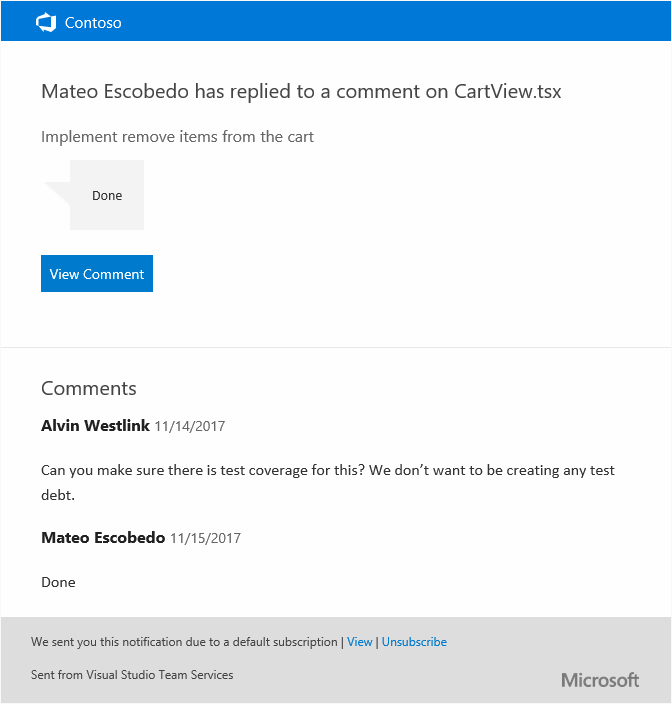 Contoso
Mateo Escobedo has replied to a comment on CartView.tsx
Implement remove items from the cart
Done
View Comment
Comments
Alvin Westlink 11/14/2017
Can you make sure there is test coverage for this? We don’t want to be creating any test
debt.
Mateo Escobedo 11/15/2017
Done
We sent you this notification due to a default subscription | View | Unsubscribe
Sent from Visual Studio Team Services
Microsoft